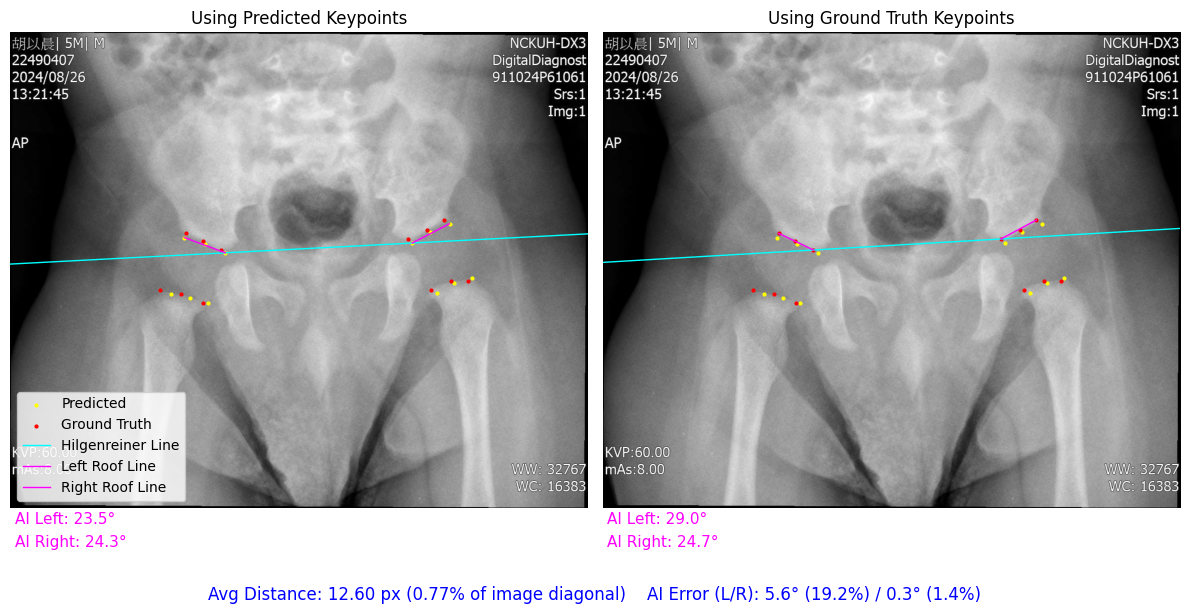 Using Predicted Keypoints
胡以晨| 5M| M
22490407
2024/08/26
13:21:45
AP
NCKUH-DX3
DigitalDiagnost
911024P61061
Srs:1
Img:1
Predicted
Ground Truth
Hilgenreiner Line
Left Roof Line
Right Roof Line
KVP:60.00
mAs:8.00
WW: 32767
WC: 16383
AI Left: 23.5°
AI Right: 24.3°
Using Ground Truth Keypoints
胡以晨| 5M| M
22490407
2024/08/26
13:21:45
AP
NCKUH-DX3
DigitalDiagnost
911024P61061
Srs:1
Img:1
KVP:60.00
mAs:8.00
WW: 32767
WC: 16383
AI Left: 29.0°
AI Right: 24.7°
Avg Distance: 12.60 px (0.77% of image diagonal) AI Error (L/R): 5.6° (19.2%) / 0.3° (1.4%)